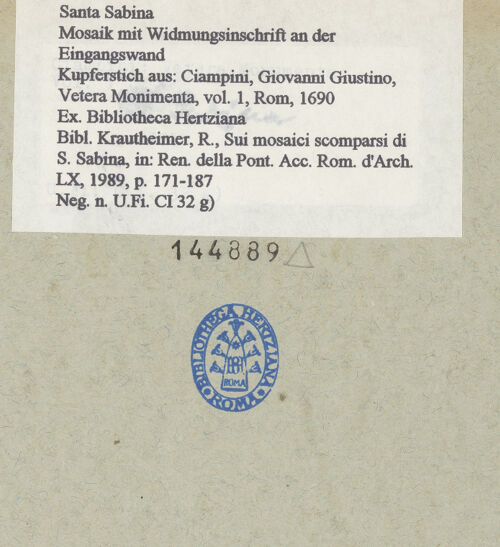 Santa Sabina
Mosaik mit Widmungsinschrift an der
Eingangswand
Kupferstich aus: Ciampini, Giovanni Giustino,
Vetera Monimenta, vol. 1, Rom, 1690
Ex. Bibliotheca Hertziana
Bibl. Krautheimer, R., Sui mosaici scomparsi di
S. Sabina, in: Ren. della Pont. Acc. Rom. d'Arch.
LX, 1989, p. 171-187
Neg. n. U.Fi. CI 32 g)
144889
BIBLIOTHECA HERTZIANA
ROMA
ROMA